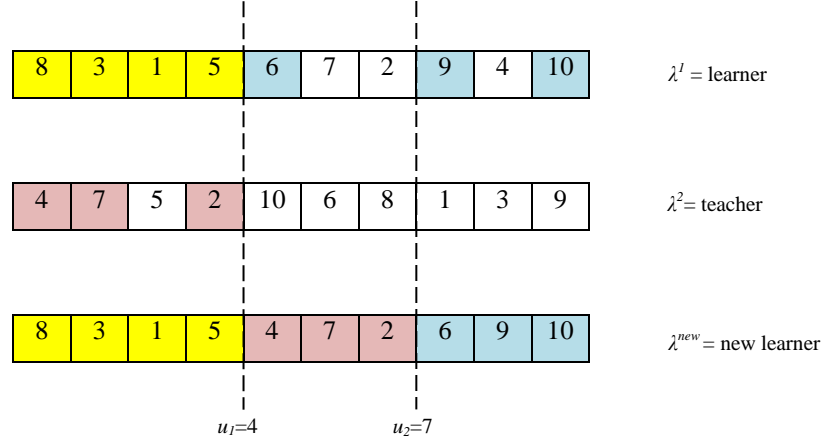 8 3 1 5 6 7 2 9 4 10 λ¹ = learner
4 7 5 2 10 6 8 1 3 9 λ²= teacher
8 3 1 5 4 7 2 6 9 10 λⁿᵉʷ= new learner
u₁=4 u₂=7